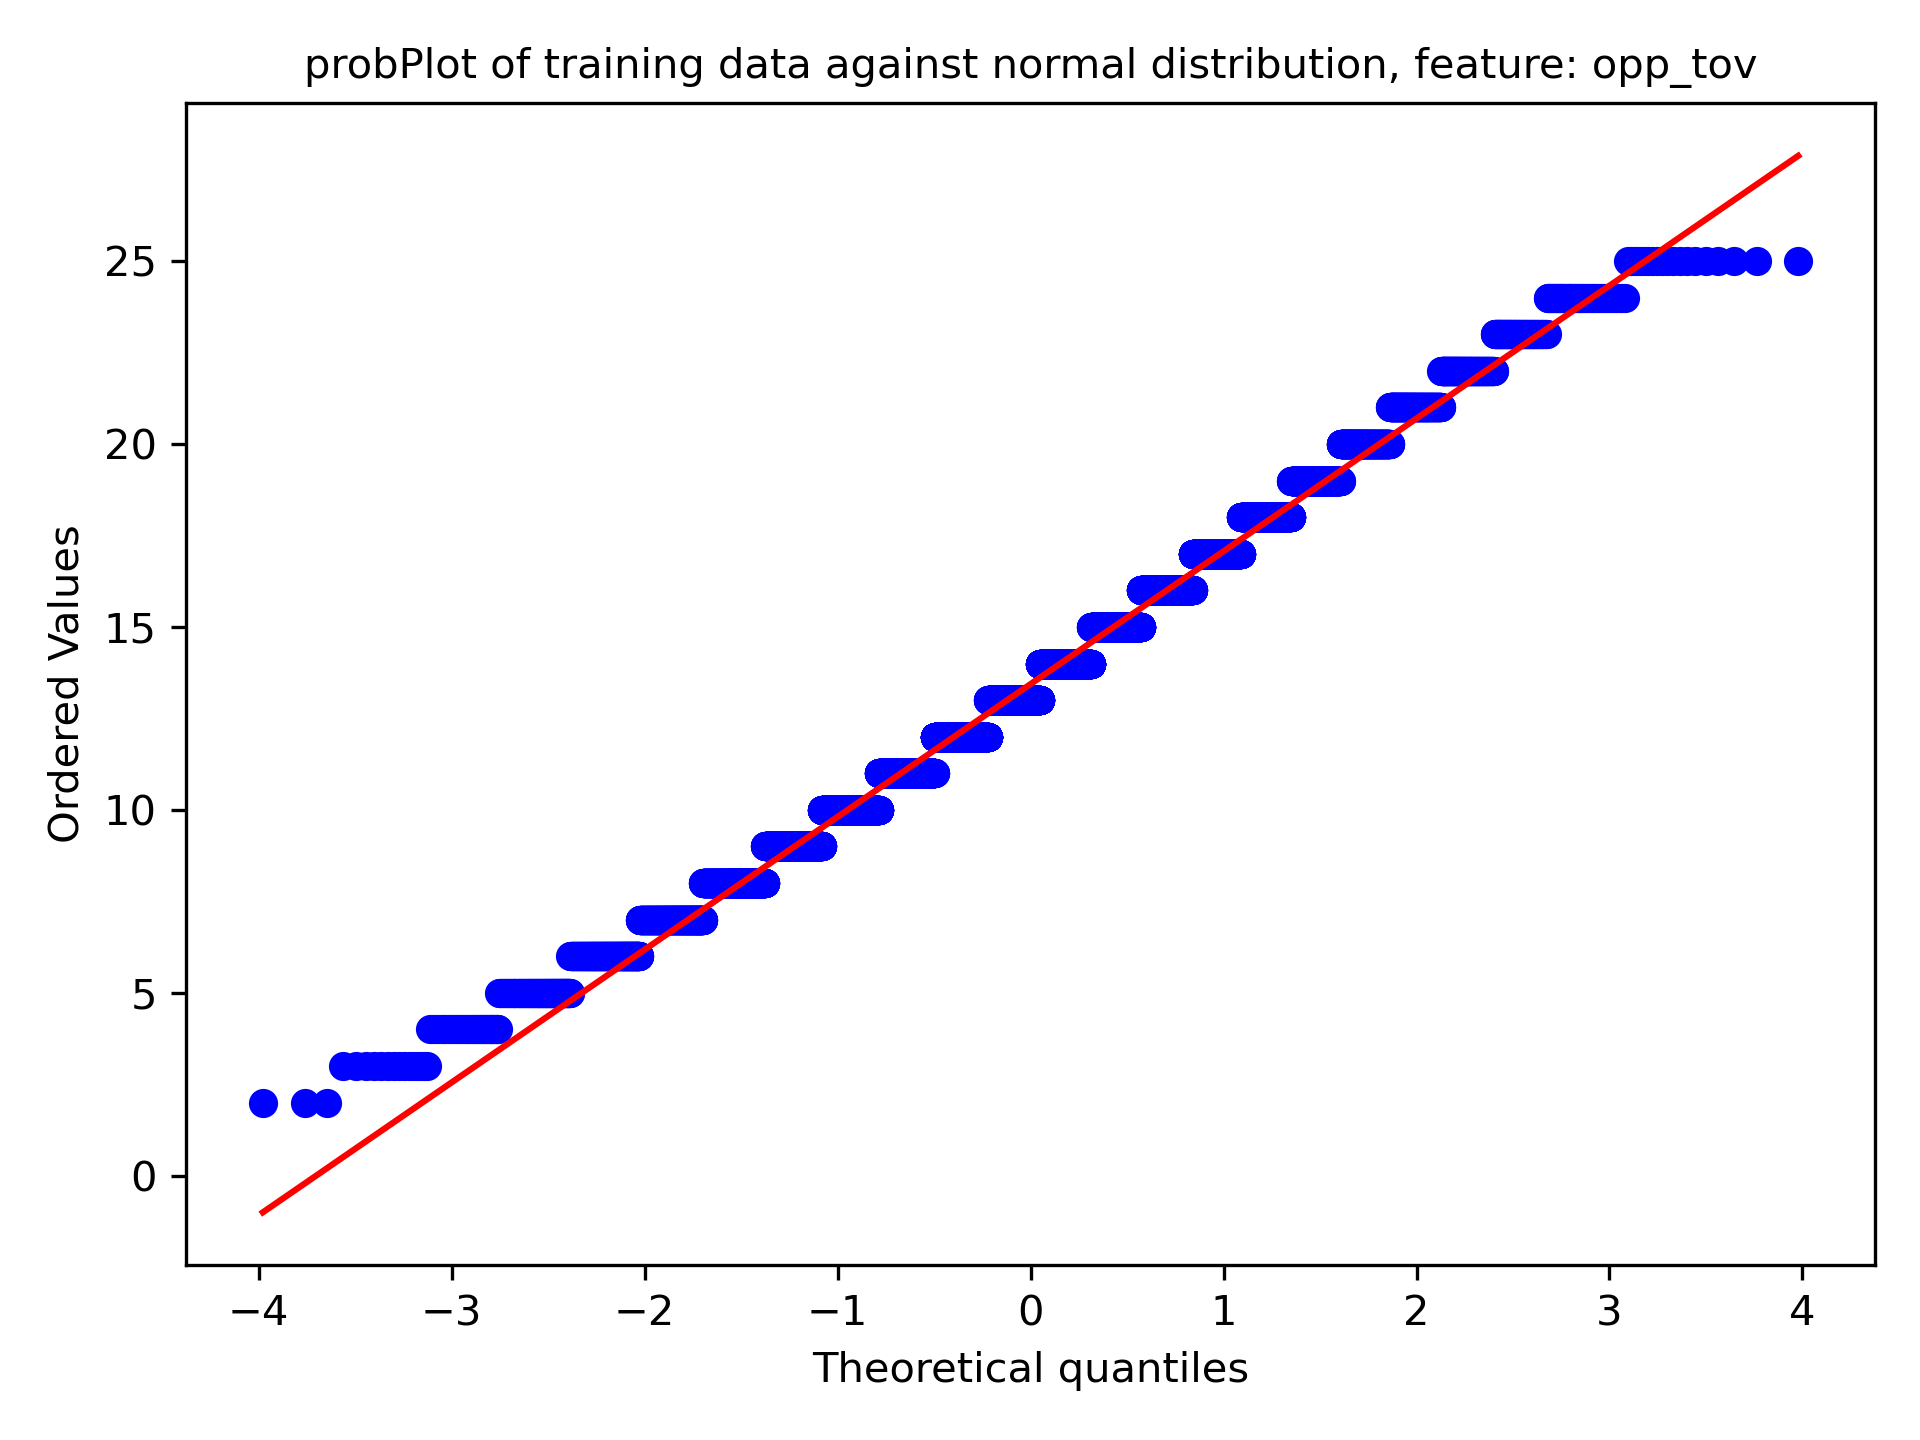 probPlot of training data against normal distribution, feature: opp_tov
Ordered Values
25
20
15
10
5
0
−4 −3 −2 −1 0 1 2 3 4
Theoretical quantiles